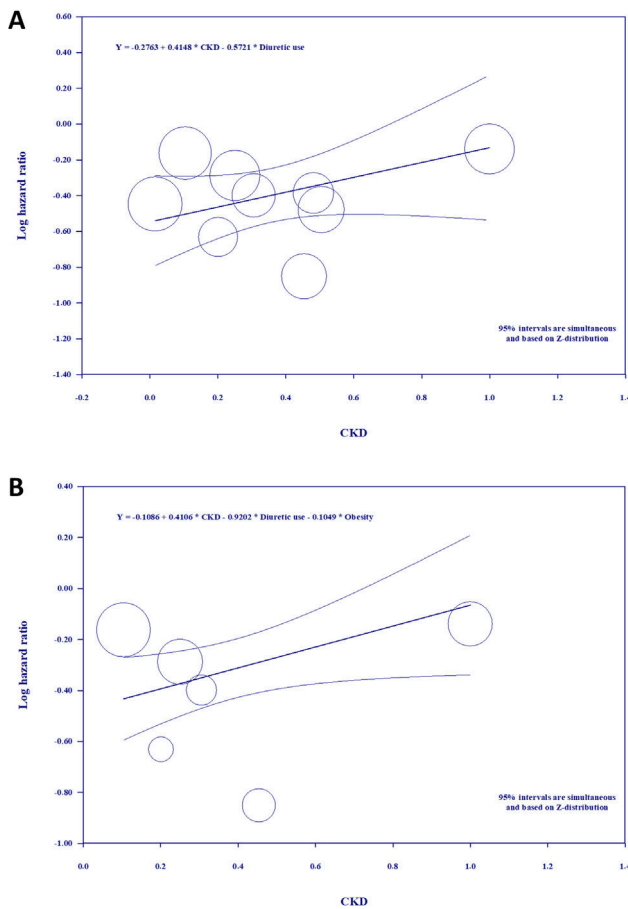 A
0.60
Y = -0.2763 + 0.4148 * CKD - 0.5721 * Diuretic use
0.40
0.20
0.00
-0.20
-0.40
-0.60
-0.80
-1.00
-1.20
-1.40
Log hazard ratio
95% intervals are simultaneous
and based on Z-distribution
-0.2 0.0 0.2 0.4 0.6 0.8 1.0 1.2 1.4
CKD
B
0.40
Y = -0.1086 + 0.4106 * CKD - 0.9202 * Diuretic use - 0.1049 * Obesity
0.20
0.00
-0.20
-0.40
-0.60
-0.80
-1.00
Log hazard ratio
95% intervals are simultaneous
and based on Z-distribution
0.0 0.2 0.4 0.6 0.8 1.0 1.2
CKD